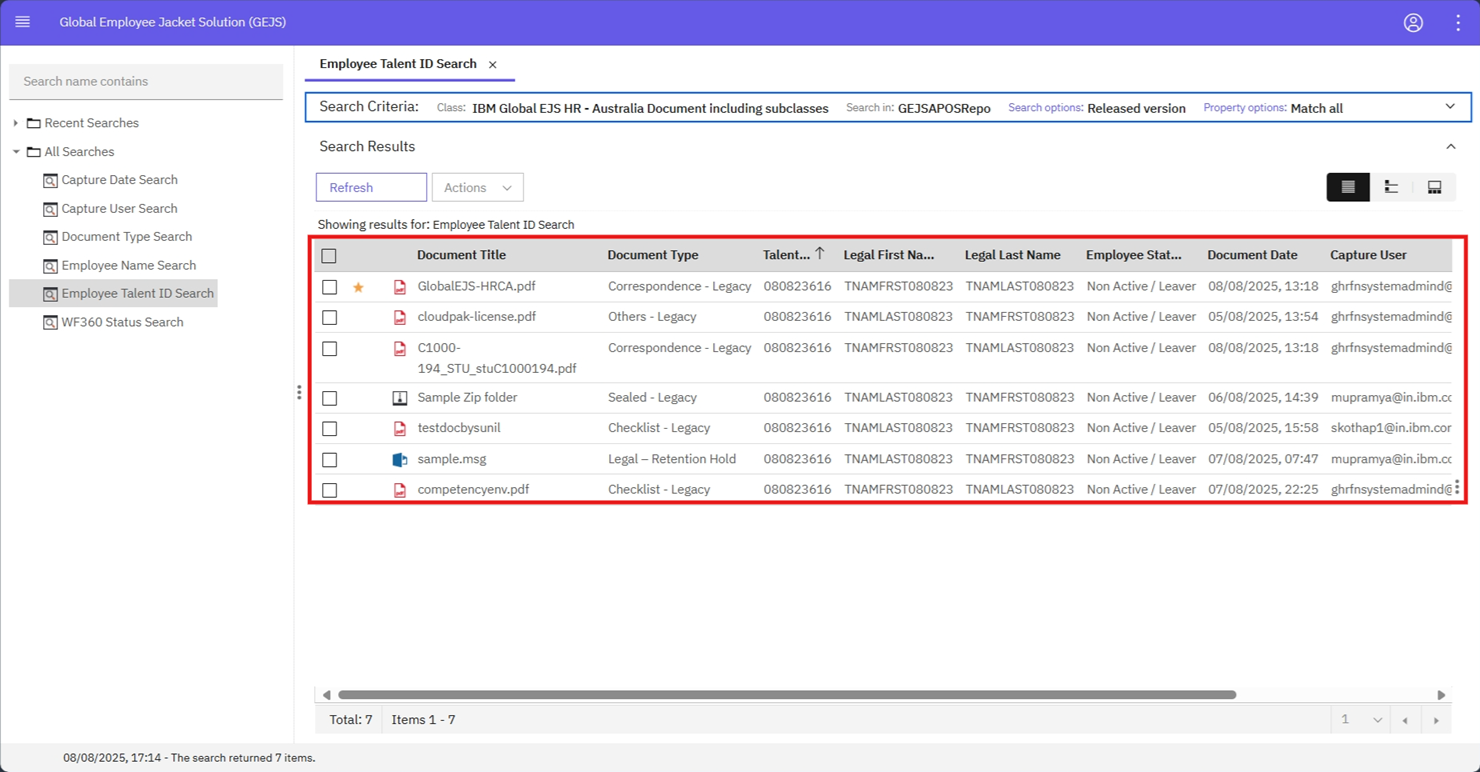 Global Employee Jacket Solution (GEJS)
Search name contains
Recent Searches
All Searches
Capture Date Search
Capture User Search
Document Type Search
Employee Name Search
Employee Talent ID Search
WF360 Status Search
Employee Talent ID Search
Search Criteria: Class: IBM Global EJS HR - Australia Document including subclasses Search in: GEJSAPOSRepo Search options: Released version Property options: Match all
Search Results
Refresh Actions
Showing results for: Employee Talent ID Search
Document Title Document Type Talent... Legal First Na... Legal Last Name Employee Stat... Document Date Capture User
GlobalEJS-HRCA.pdf Correspondence - Legacy 080823616 TNAMFRST080823 TNAMLAST080823 Non Active / Leaver 08/08/2025, 13:18 ghrfnsystemadmind@
cloudpak-license.pdf Others - Legacy 080823616 TNAMLAST080823 TNAMFRST080823 Non Active / Leaver 05/08/2025, 13:54 ghrfnsystemadmind@
C1000- Correspondence - Legacy 080823616 TNAMFRST080823 TNAMLAST080823 Non Active / Leaver 08/08/2025, 13:18 ghrfnsystemadmind@
194_STU_stuC1000194.pdf
Sample Zip folder Sealed - Legacy 080823616 TNAMLAST080823 TNAMFRST080823 Non Active / Leaver 06/08/2025, 14:39 mupramya@in.ibm.co
testdocbysunil Checklist - Legacy 080823616 TNAMLAST080823 TNAMFRST080823 Non Active / Leaver 05/08/2025, 15:58 skothap1@in.ibm.cor
sample.msg Legal – Retention Hold 080823616 TNAMLAST080823 TNAMFRST080823 Non Active / Leaver 07/08/2025, 07:47 mupramya@in.ibm.co
competencyenv.pdf Checklist - Legacy 080823616 TNAMFRST080823 TNAMLAST080823 Non Active / Leaver 07/08/2025, 22:25 ghrfnsystemadmind@
Total: 7 Items 1 - 7 1
08/08/2025, 17:14 - The search returned 7 items.